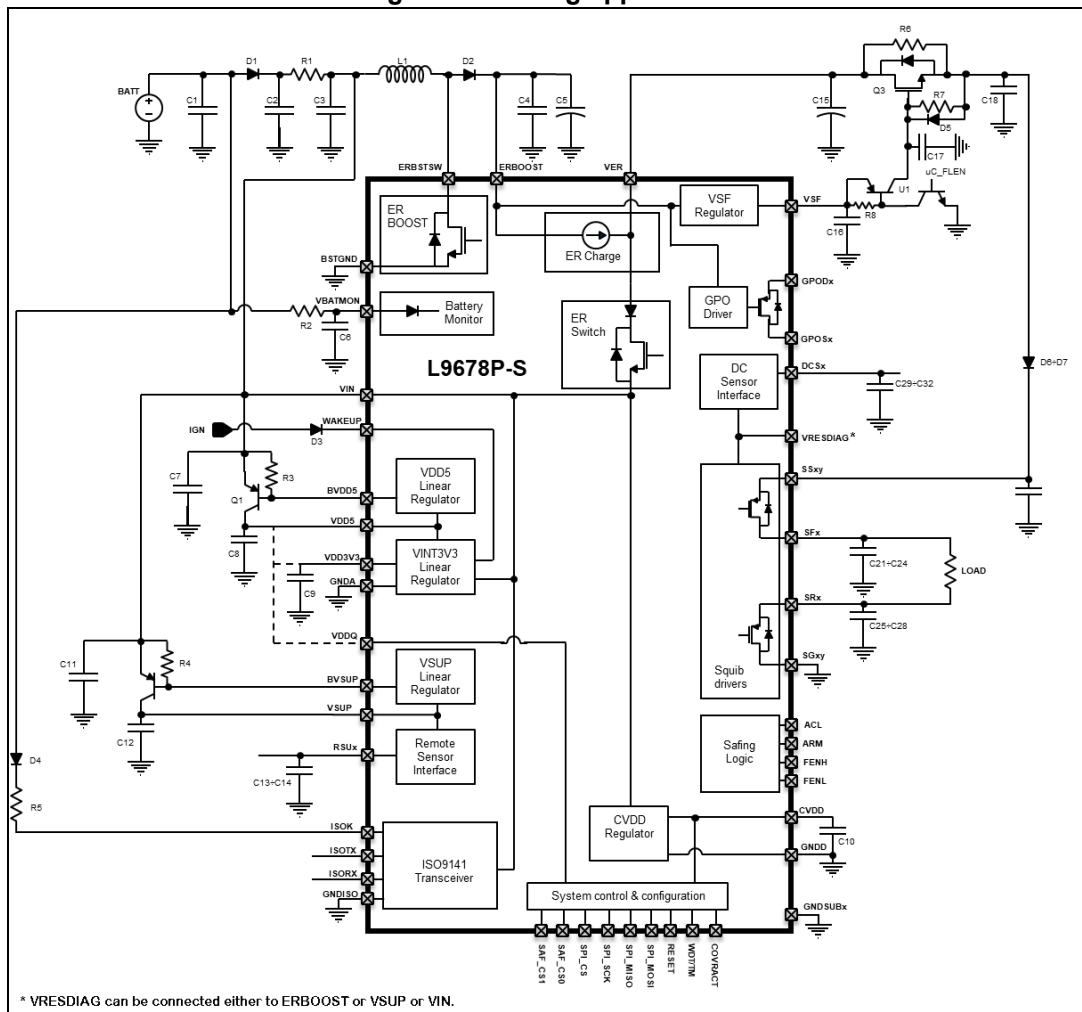 R6
D1
R1
L1
D2
BATT
C1
C2
C3
C4
C5
C15
Q3
R7
D5
C18
C17
ERBSTSW
ERBOOST
VER
U1
uC_FLEN
ER
BOOST
VSF
Regulator
VSF
R8
C16
ER Charge
BSTGND
VBATMON
R2
C6
Battery
Monitor
GPO
Driver
GPODx
GPOSx
ER
Switch
L9678P-S
DC
Sensor
Interface
DCSx
C29÷C32
D6÷D7
VIN
IGN
D3
WAKEUP
VRESDIAG*
C7
R3
Q1
BVDD5
VDD5
Linear
Regulator
SSxy
VDD5
C8
SFx
VDD3V3
VINT3V3
Linear
Regulator
C9
GNDA
C21÷C24
LOAD
SRx
C25÷C28
VDDQ
C11
R4
BVSUP
VSUP
Linear
Regulator
SGxy
Squib
drivers
VSUP
C12
RSUx
C13÷C14
Remote
Sensor
Interface
Safing
Logic
ACL
ARM
FENH
FENL
D4
R5
CVDD
Regulator
CVDD
C10
GNDD
ISOK
ISOTX
ISORX
GNDISO
ISO9141
Transceiver
System control & configuration
GNDSUBx
SAF_CS1
SAF_CS0
SPI_CS
SPI_SCK
SPI_MISO
SPI_MOSI
RESET
WDT/TM
COVRACT
* VRESDIAG can be connected either to ERBOOST or VSUP or VIN.